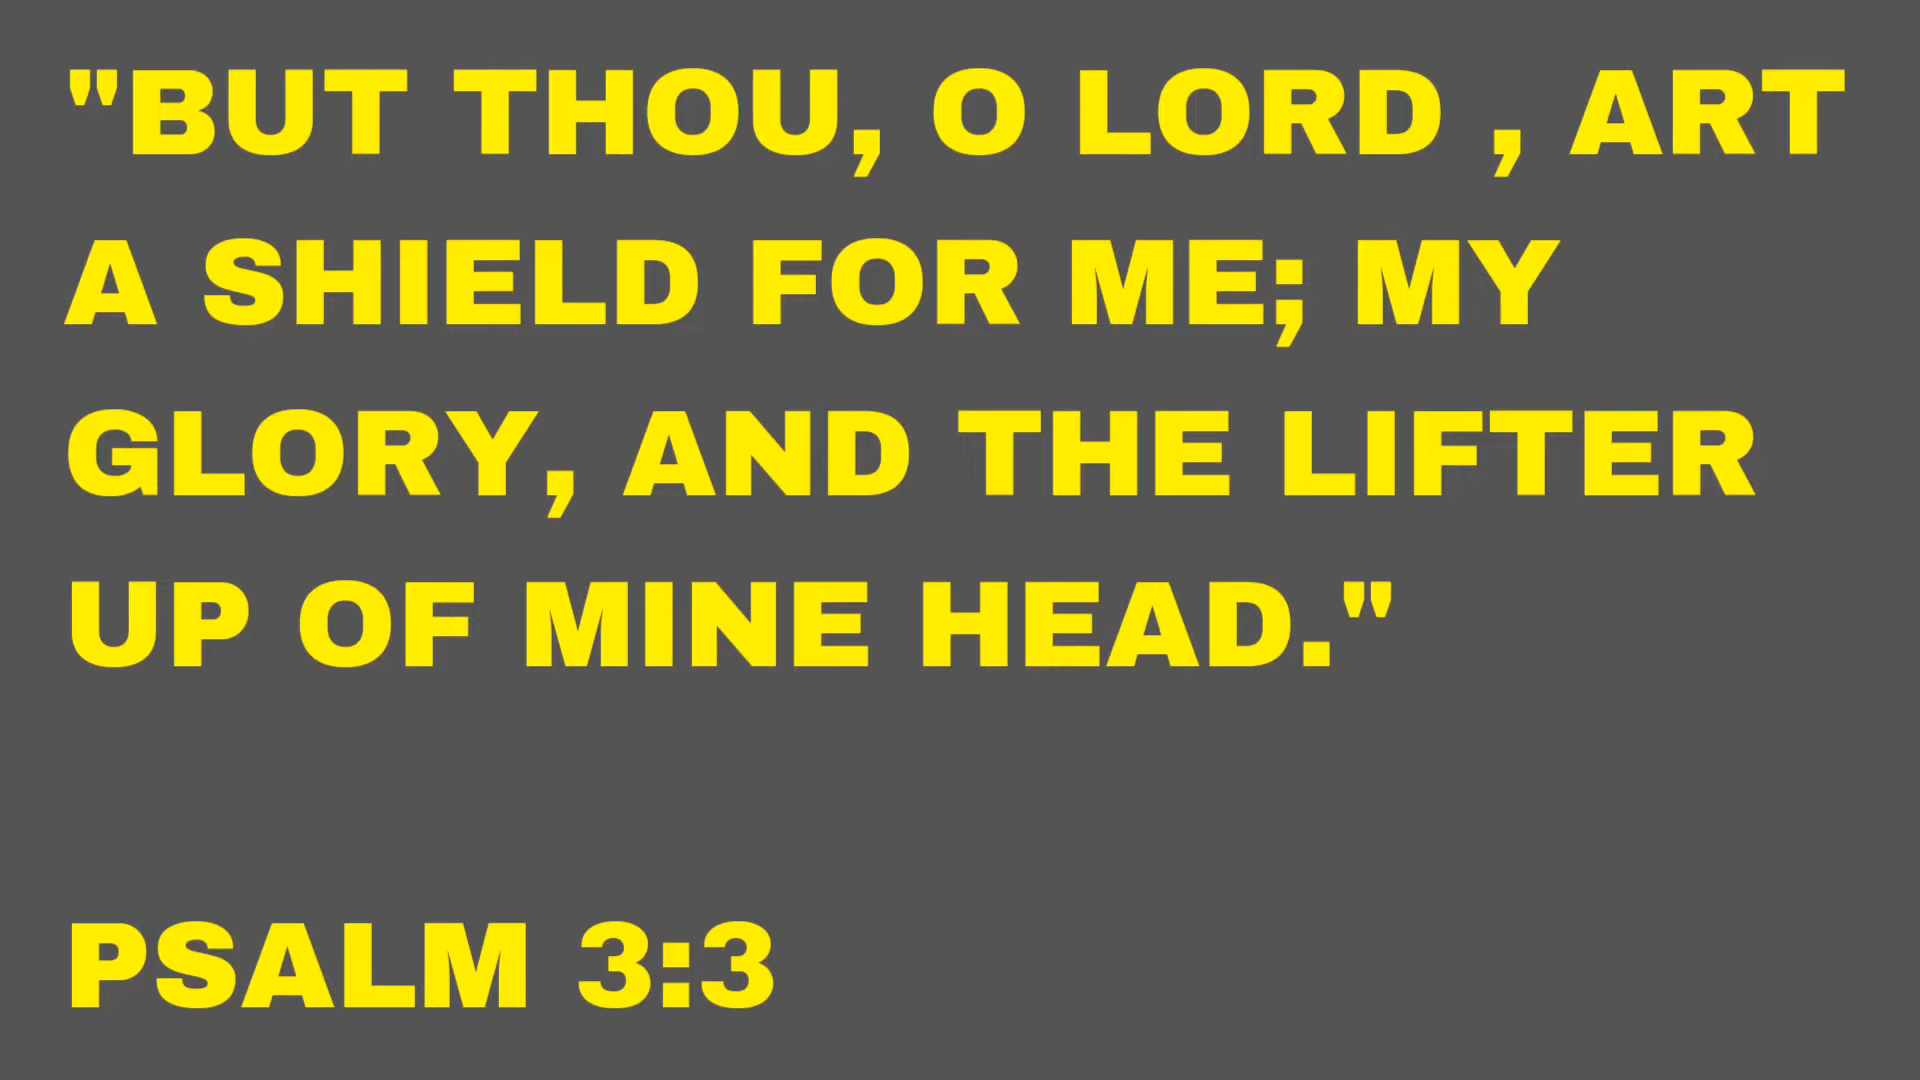 "BUT THOU, O LORD , ART
A SHIELD FOR ME; MY
GLORY, AND THE LIFTER
UP OF MINE HEAD."
PSALM 3:3